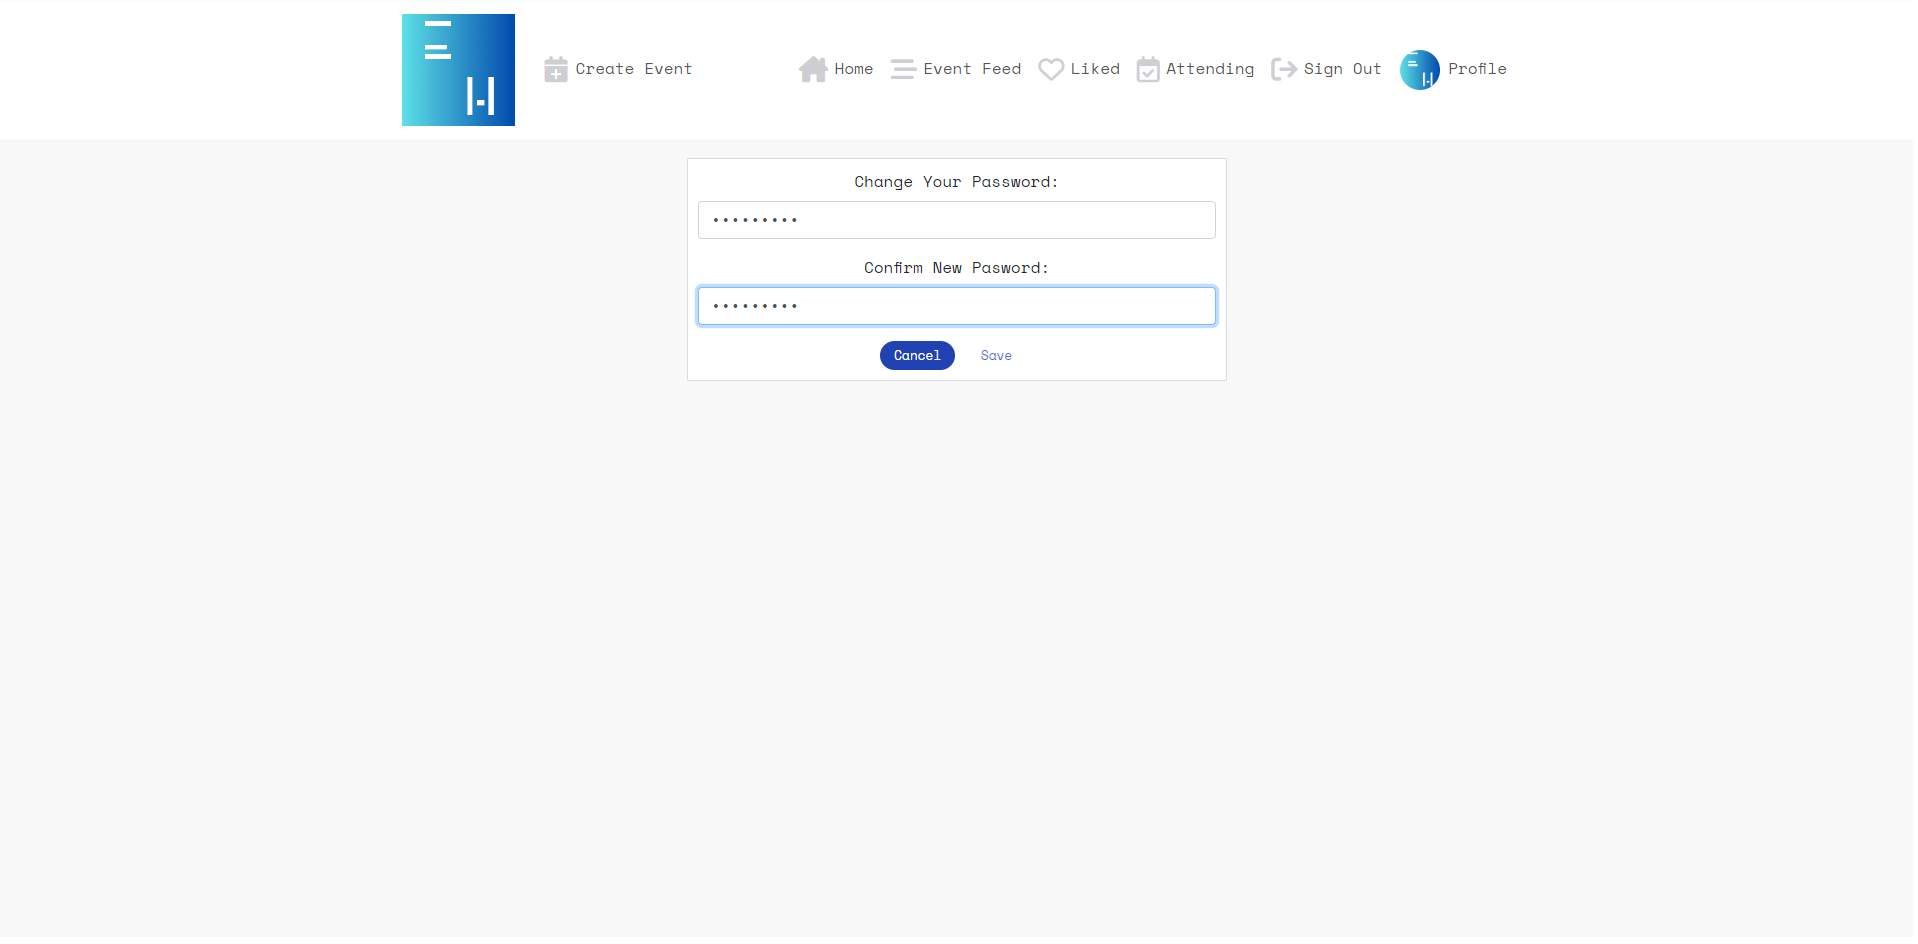 Create Event Home Event Feed Liked Attending Sign Out Profile
Change Your Password:
•••••••••
Confirm New Pasword:
•••••••••
Cancel Save